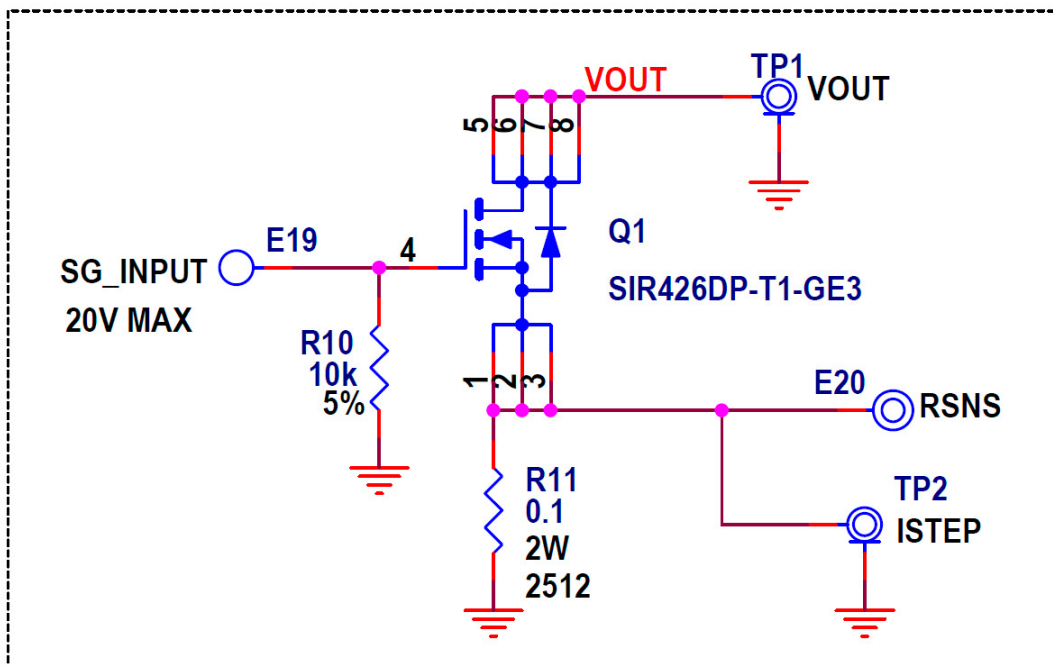 VOUT
TP1
VOUT
5
6
7
8
Q1
SIR426DP-T1-GE3
E19
4
SG_INPUT
20V MAX
R10
10k
5%
1
2
3
E20
RSNS
R11
0.1
2W
2512
TP2
ISTEP